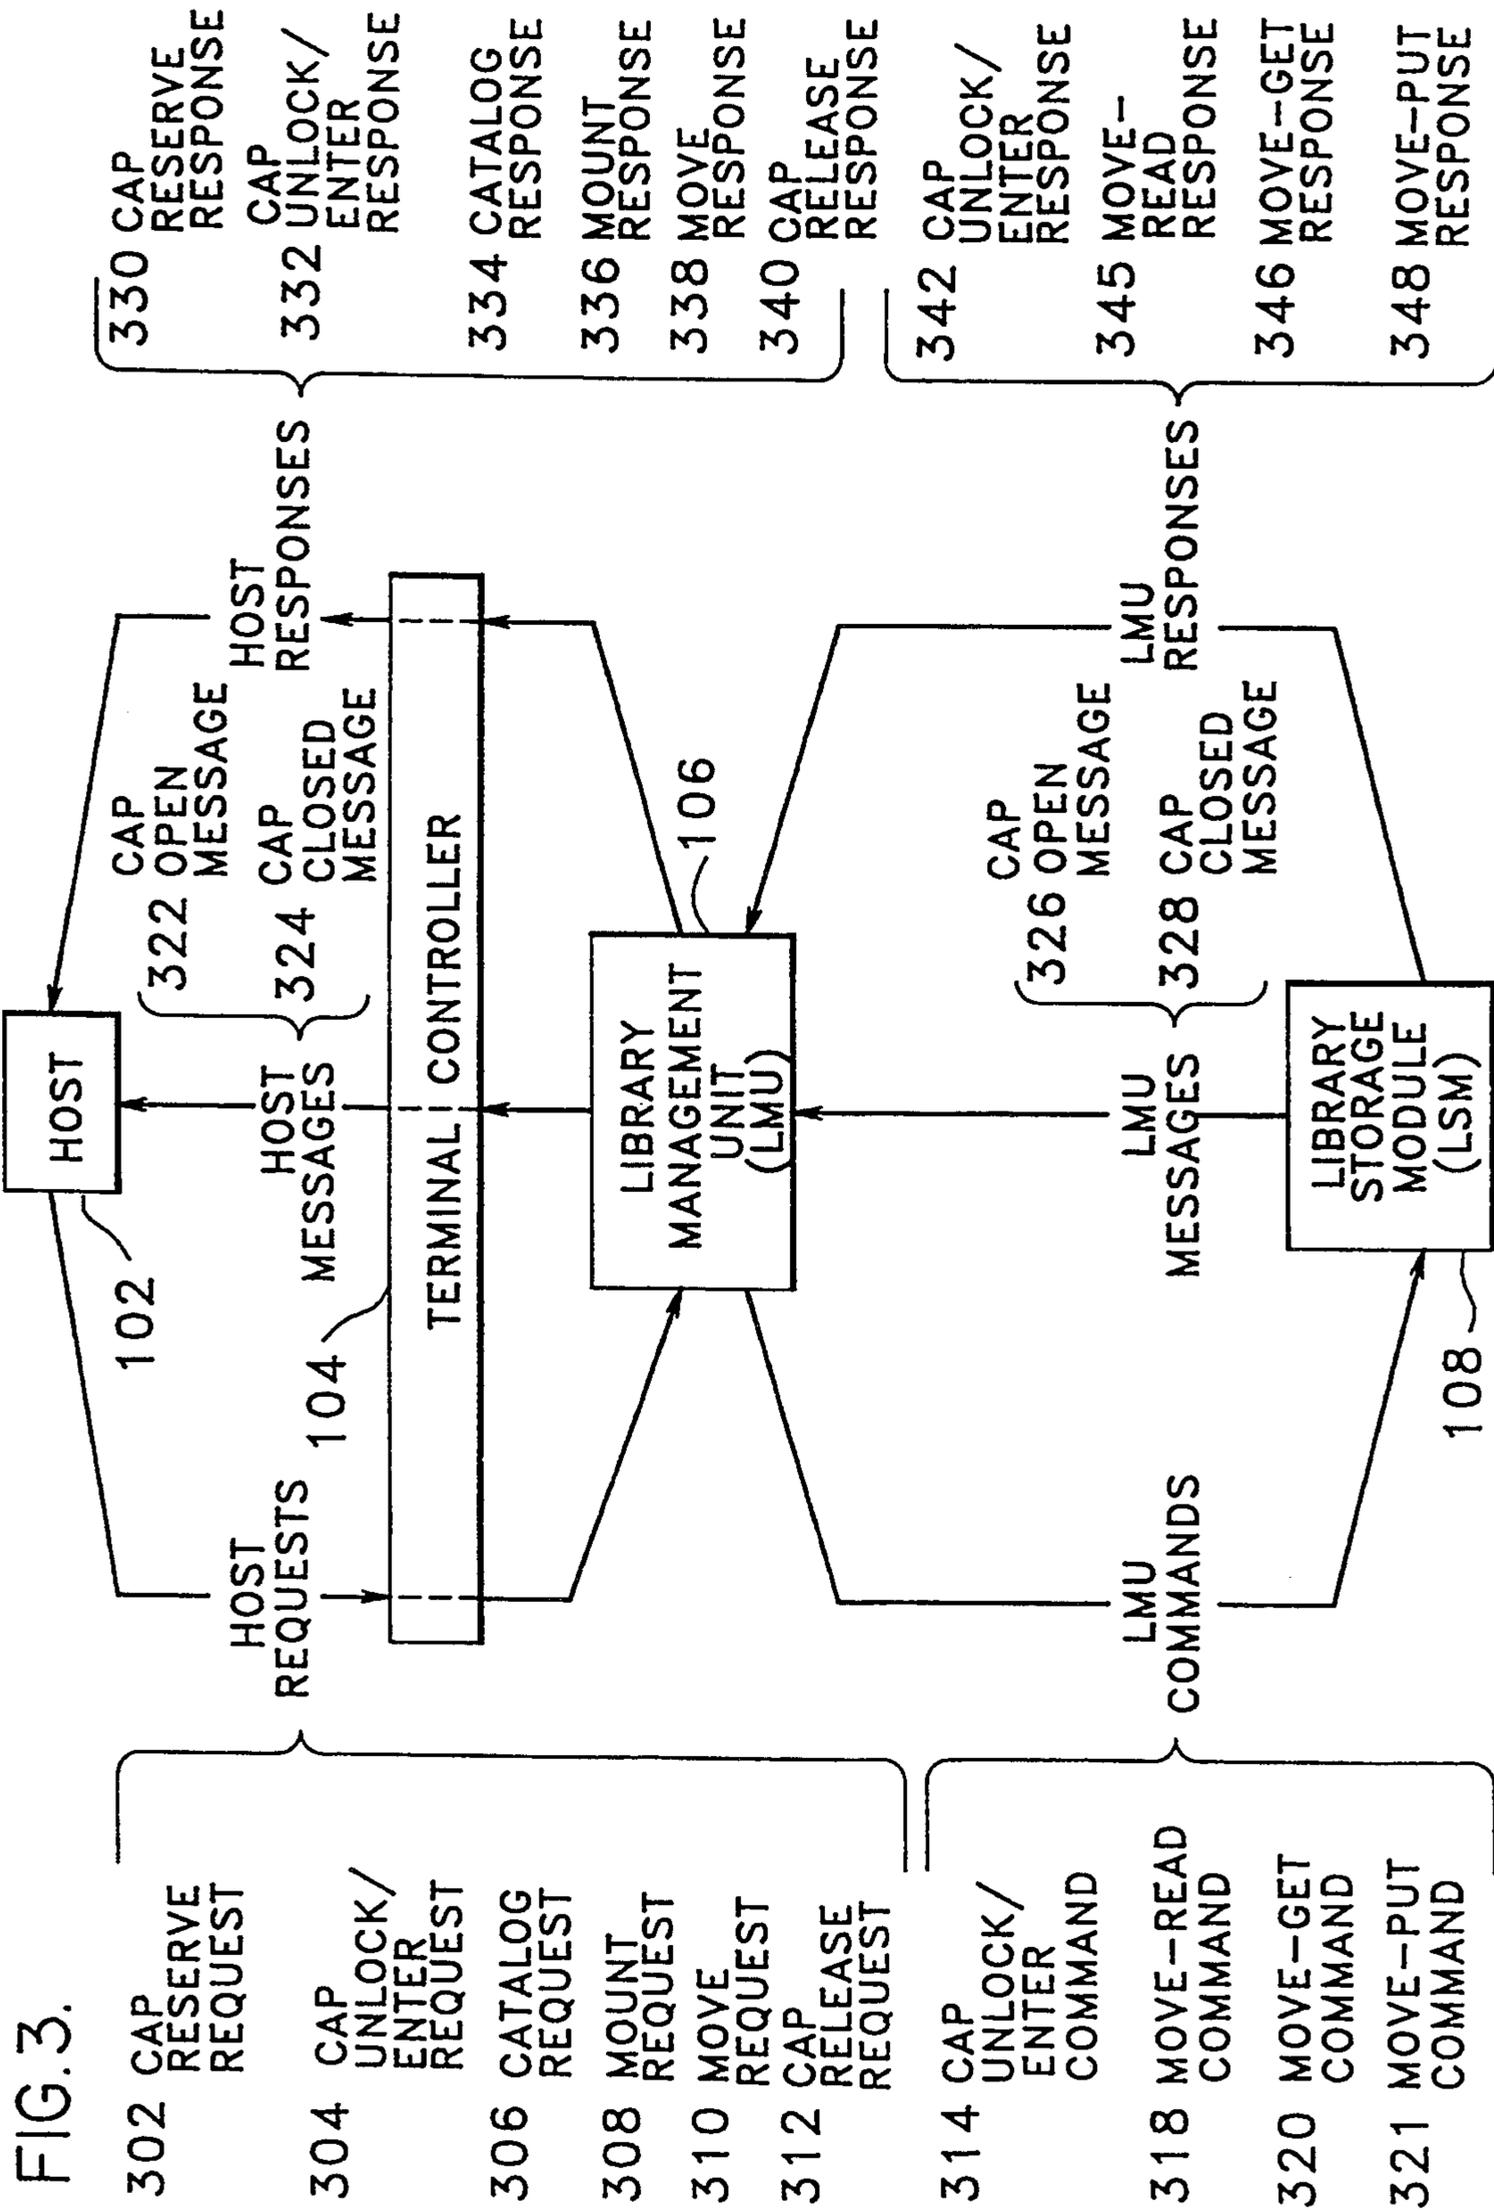 FIG.3.
302 CAP
RESERVE
REQUEST
304 CAP
UNLOCK/
ENTER
REQUEST
306 CATALOG
REQUEST
308 MOUNT
REQUEST
310 MOVE
REQUEST
312 CAP
RELEASE
REQUEST
314 CAP
UNLOCK/
ENTER
COMMAND
318 MOVE-READ
COMMAND
320 MOVE-GET
COMMAND
321 MOVE-PUT
COMMAND
HOST
REQUESTS
LMU
COMMANDS
HOST
102
HOST
MESSAGES
CAP
322 OPEN
MESSAGE
324 CAP
CLOSED
MESSAGE
104
TERMINAL CONTROLLER
LIBRARY
MANAGEMENT
UNIT
(LMU)
106
LMU
MESSAGES
CAP
326 OPEN
MESSAGE
328 CAP
CLOSED
MESSAGE
LIBRARY
STORAGE
MODULE
(LSM)
108
HOST
RESPONSES
LMU
RESPONSES
330 CAP
RESERVE
RESPONSE
CAP
332 UNLOCK/
ENTER
RESPONSE
334 CATALOG
RESPONSE
336 MOUNT
RESPONSE
338 MOVE
RESPONSE
340 CAP
RELEASE
RESPONSE
342 CAP
UNLOCK/
ENTER
RESPONSE
345 MOVE-
READ
RESPONSE
346 MOVE-GET
RESPONSE
348 MOVE-PUT
RESPONSE